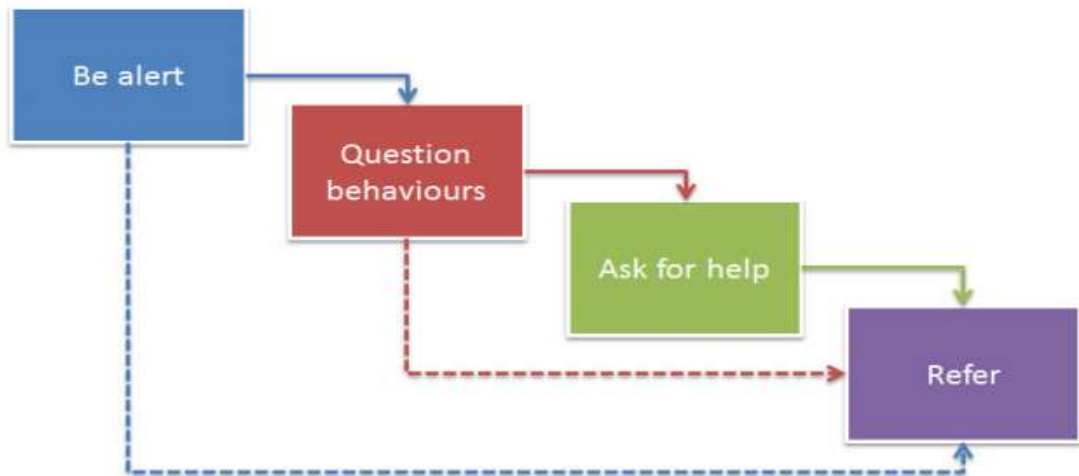 Be alert
Question
behaviours
Ask for help
Refer